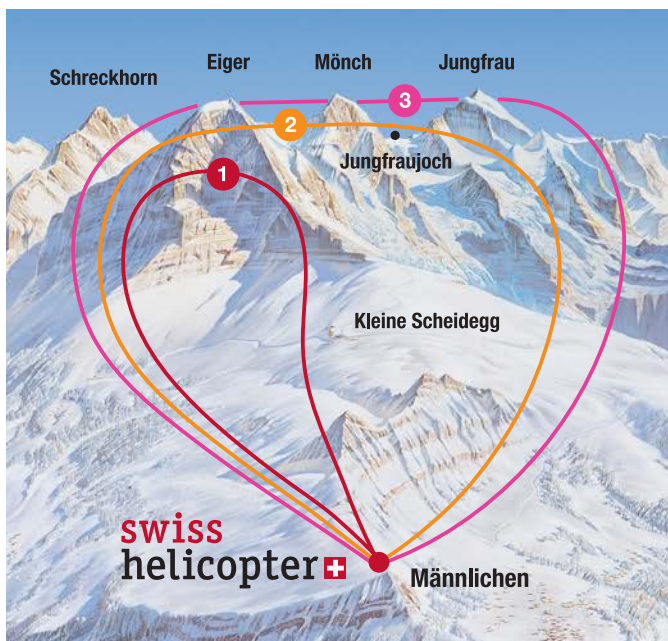 Schreckhorn
Eiger
Mönch
Jungfrau
3
2
1
Jungfraujoch
Kleine Scheidegg
swiss
helicopter
Männlichen